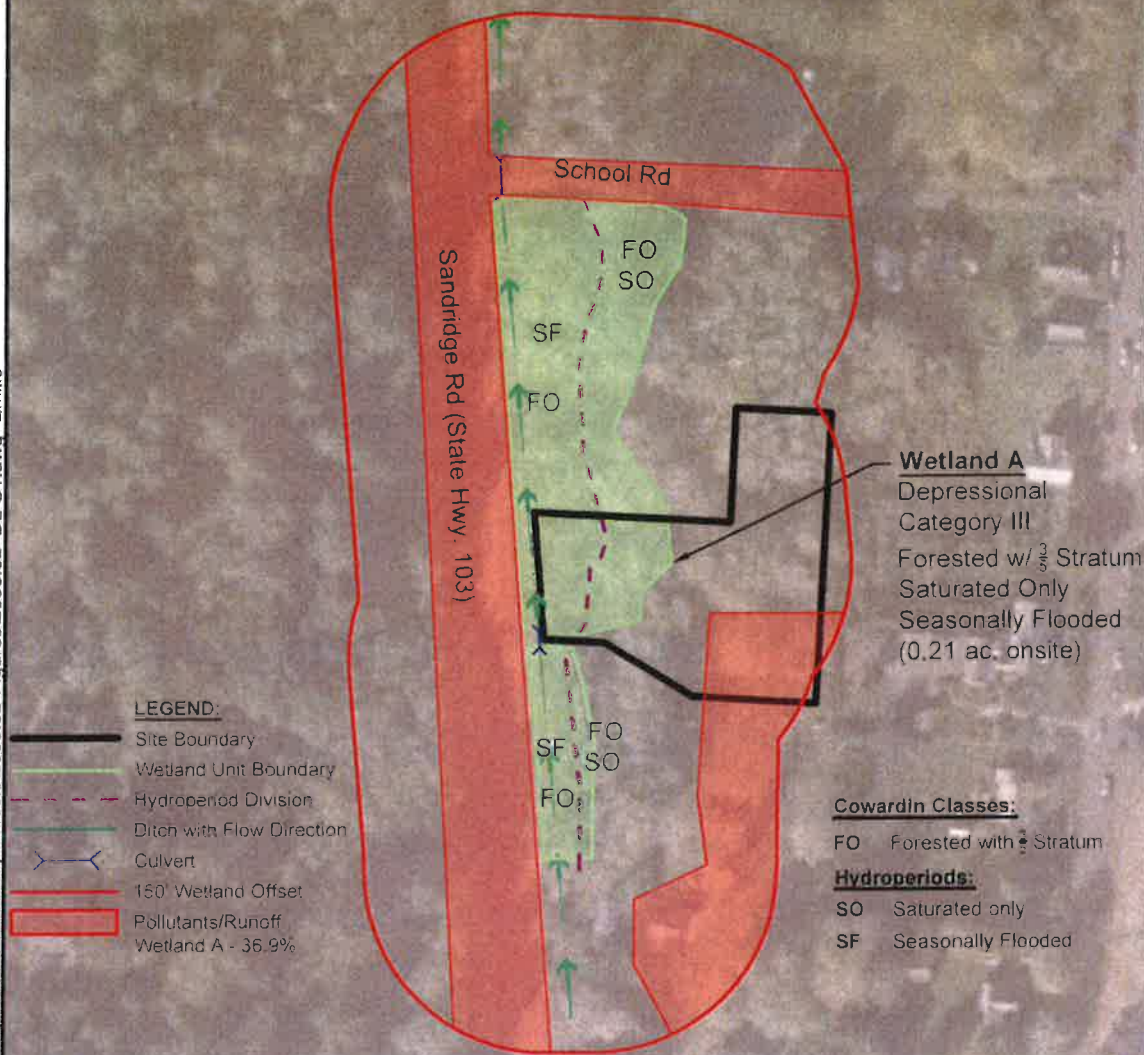 School Rd
FO
SO
SF
FO
Sandridge Rd (State Hwy. 103)
Wetland A
Depressional
Category III
Forested w/ 3/5 Stratum
Saturated Only
Seasonally Flooded
(0.21 ac. onsite)
FO
SO
SF
FO
LEGEND:
Site Boundary
Wetland Unit Boundary
Hydroperiod Division
Ditch with Flow Direction
Culvert
150' Wetland Offset
Pollutants/Runoff
Wetland A - 36.9%
Cowardin Classes:
FO Forested with Stratum
Hydroperiods:
SO Saturated only
SF Seasonally Flooded